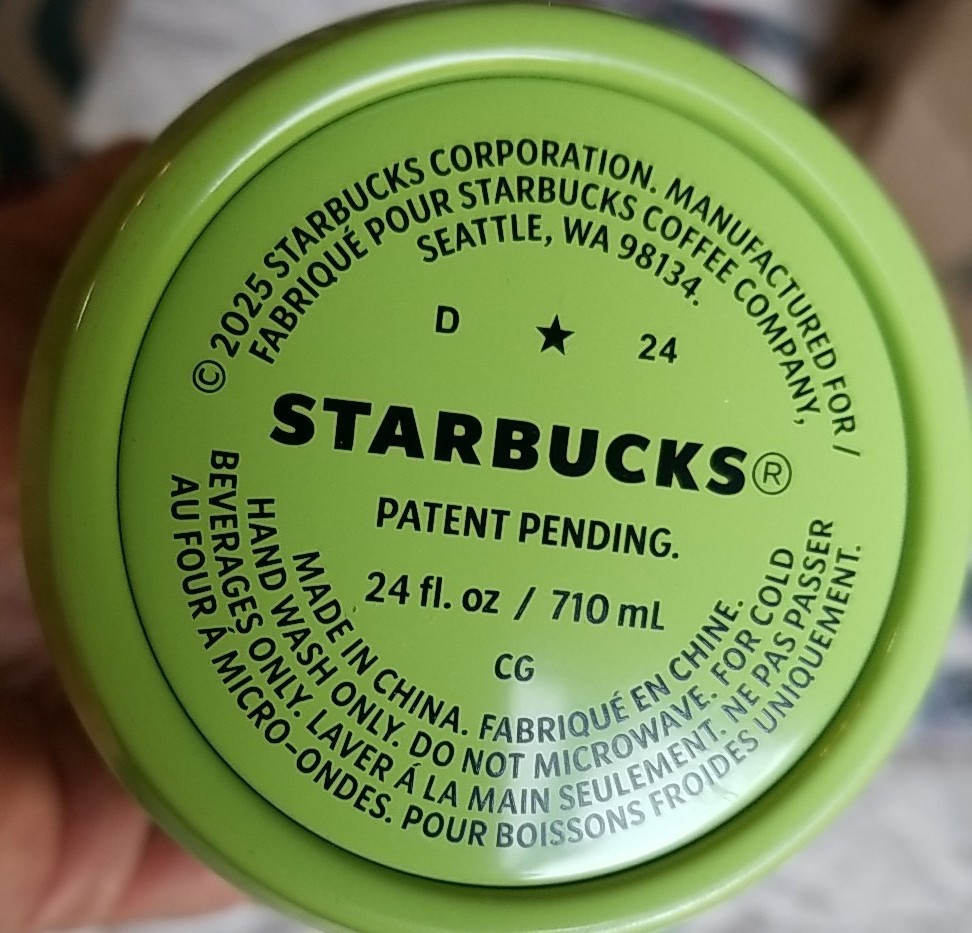 © 2025 STARBUCKS CORPORATION. MANUFACTURED FOR /
FABRIQUÉ POUR STARBUCKS COFFEE COMPANY,
SEATTLE, WA 98134.
D ★ 24
STARBUCKS®
PATENT PENDING.
24 fl. oz / 710 mL
CG
MADE IN CHINA. FABRIQUÉ EN CHINE.
HAND WASH ONLY. DO NOT MICROWAVE. FOR COLD
BEVERAGES ONLY. LAVER Á LA MAIN SEULEMENT. NE PAS PASSER
AU FOUR Á MICRO-ONDES. POUR BOISSONS FROIDES UNIQUEMENT.